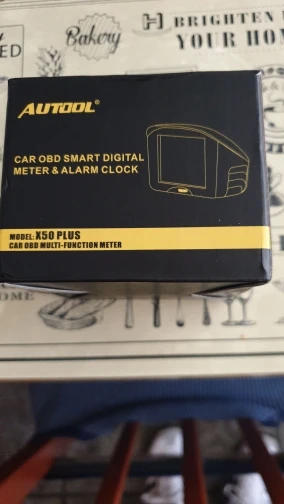 ED
Bakery
H BRIGHTEN
YOUR HOM
AUTOOL®
CAR OBD SMART DIGITAL
METER & ALARM CLOCK
MODEL: X50 PLUS
CAR OBD MULTI-FUNCTION METER
OME